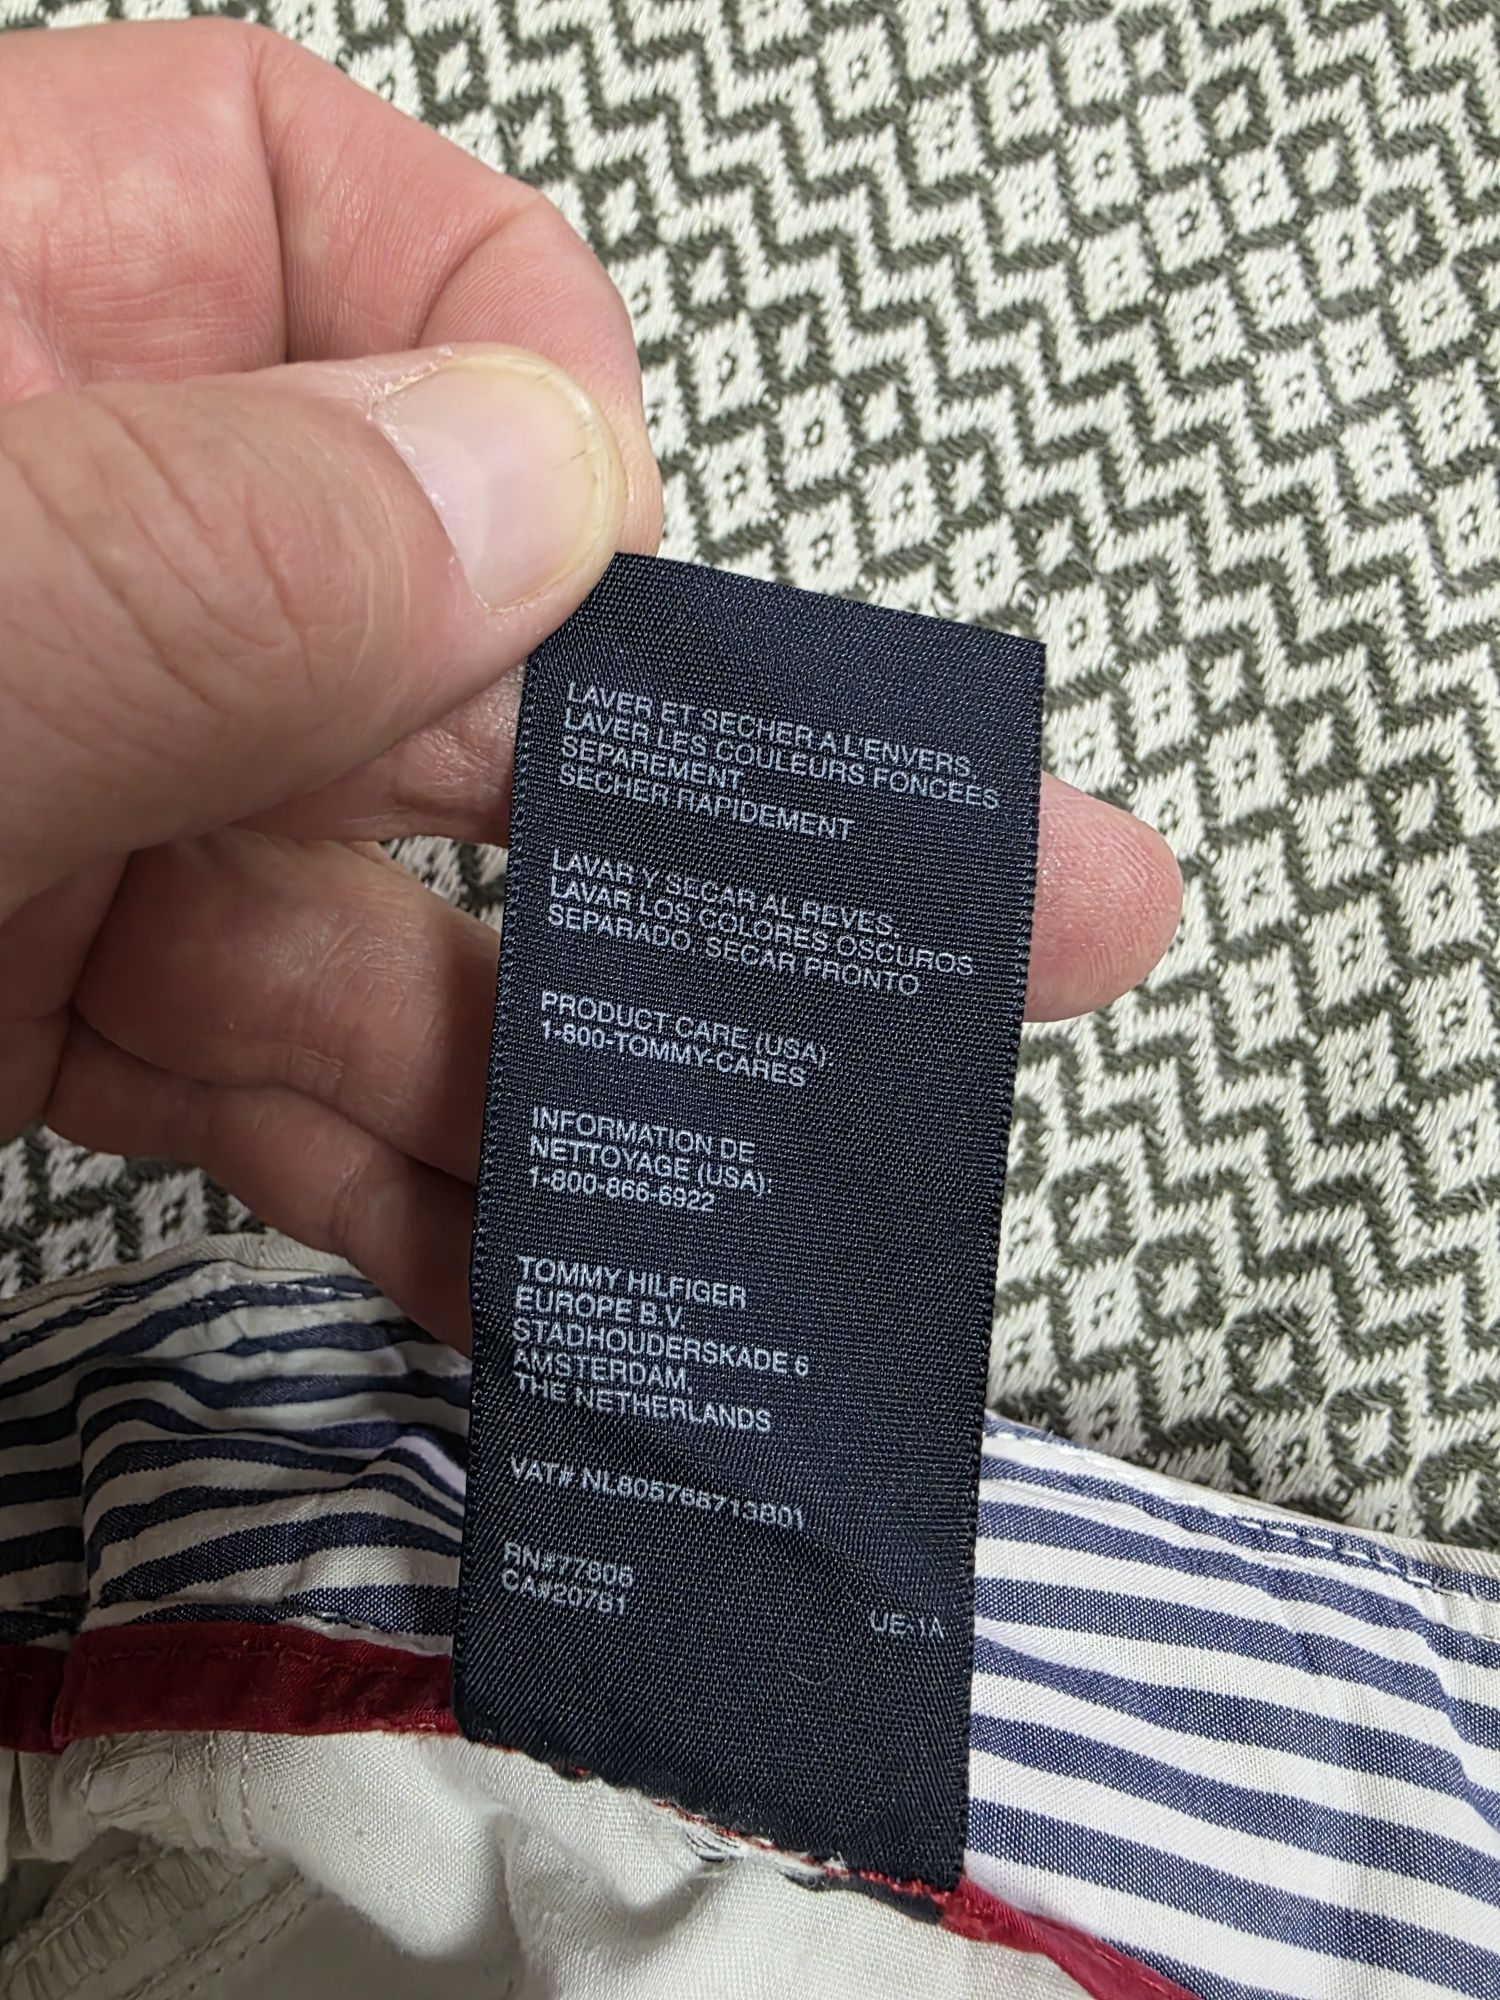 LAVER ET SECHER A L'ENVERS,
LAVER LES COULEURS FONCEES
SEPAREMENT,
SECHER RAPIDEMENT
LAVAR Y SECAR AL REVES,
LAVAR LOS COLORES OSCUROS
SEPARADO. SECAR PRONTO
PRODUCT CARE (USA):
1-800-TOMMY-CARES
INFORMATION DE
NETTOYAGE (USA):
1-800-866-6922
TOMMY HILFIGER
EUROPE B.V
STADHOUDERSKADE 6
AMSTERDAM,
THE NETHERLANDS
VAT# NL805768713B01
RN#77806
CA#20781
UE-1A